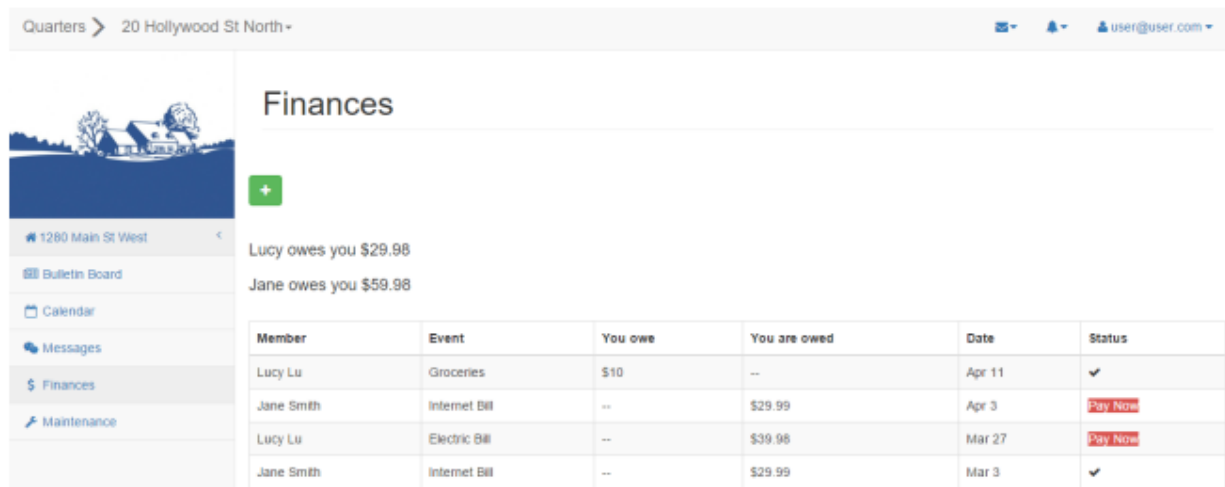 Quarters 20 Hollywood St North
user@user.com
Finances
+
1280 Main St West
Bulletin Board
Calendar
Messages
$ Finances
Maintenance
Lucy owes you $29.98
Jane owes you $59.98
Member Event You owe You are owed Date Status
Lucy Lu Groceries $10 -- Apr 11
Jane Smith Internet Bill -- $29.99 Apr 3 Pay Now
Lucy Lu Electric Bill -- $39.98 Mar 27 Pay Now
Jane Smith Internet Bill -- $29.99 Mar 3